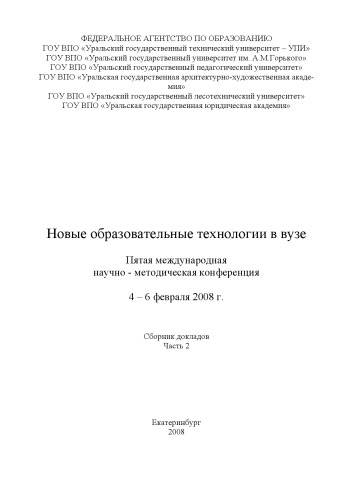 ФЕДЕРАЛЬНОЕ АГЕНТСТВО ПО ОБРАЗОВАНИЮ
ГОУ ВПО «Уральский государственный технический университет – УПИ»
ГОУ ВПО «Уральский государственный университет им. А.М.Горького»
ГОУ ВПО «Уральский государственный педагогический университет»
ГОУ ВПО «Уральская государственная архитектурно-художественная акаде-
мия»
ГОУ ВПО «Уральский государственный лесотехнический университет»
ГОУ ВПО «Уральская государственная юридическая академия»
Новые образовательные технологии в вузе
Пятая международная
научно - методическая конференция
4 – 6 февраля 2008 г.
Сборник докладов
Часть 2
Екатеринбург
2008